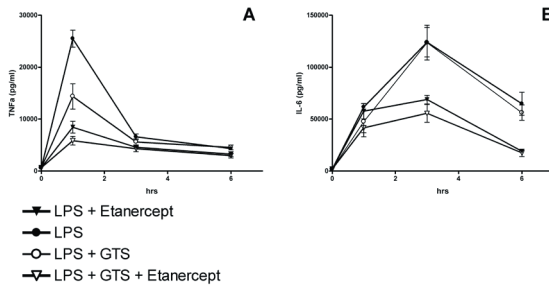 A
30000
20000
10000
0
TNFa (pg/ml)
0 2 4 6
hrs
150000
100000
50000
0
IL-6 (pg/ml)
0 2 4 6
hrs
LPS + Etanercept
LPS
LPS + GTS
LPS + GTS + Etanercept